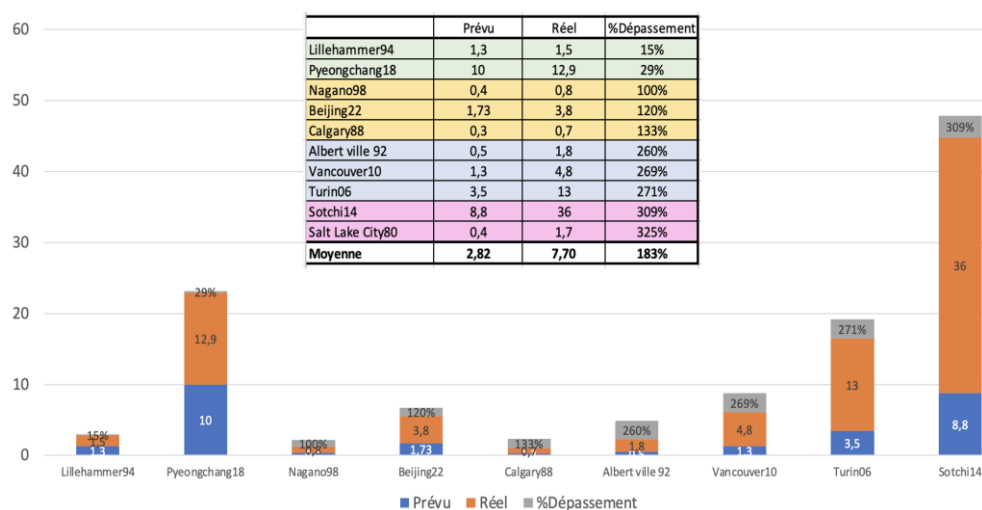 Prévu Réel %Dépassement
Lillehammer94 1,3 1,5 15%
Pyeongchang18 10 12,9 29%
Nagano98 0,4 0,8 100%
Beijing22 1,73 3,8 120%
Calgary88 0,3 0,7 133%
Albert ville 92 0,5 1,8 260%
Vancouver10 1,3 4,8 269%
Turin06 3,5 13 271%
Sotchi14 8,8 36 309%
Salt Lake City80 0,4 1,7 325%
Moyenne 2,82 7,70 183%
60
50
40
30
20
10
0
15%
1,5
1,3
29%
12,9
10
100%
0,8
120%
3,8
1,73
133%
0,7
260%
1,8
269%
4,8
1,3
271%
13
3,5
309%
36
8,8
Lillehammer94 Pyeongchang18 Nagano98 Beijing22 Calgary88 Albert ville 92 Vancouver10 Turin06 Sotchi14
Prévu Réel %Dépassement